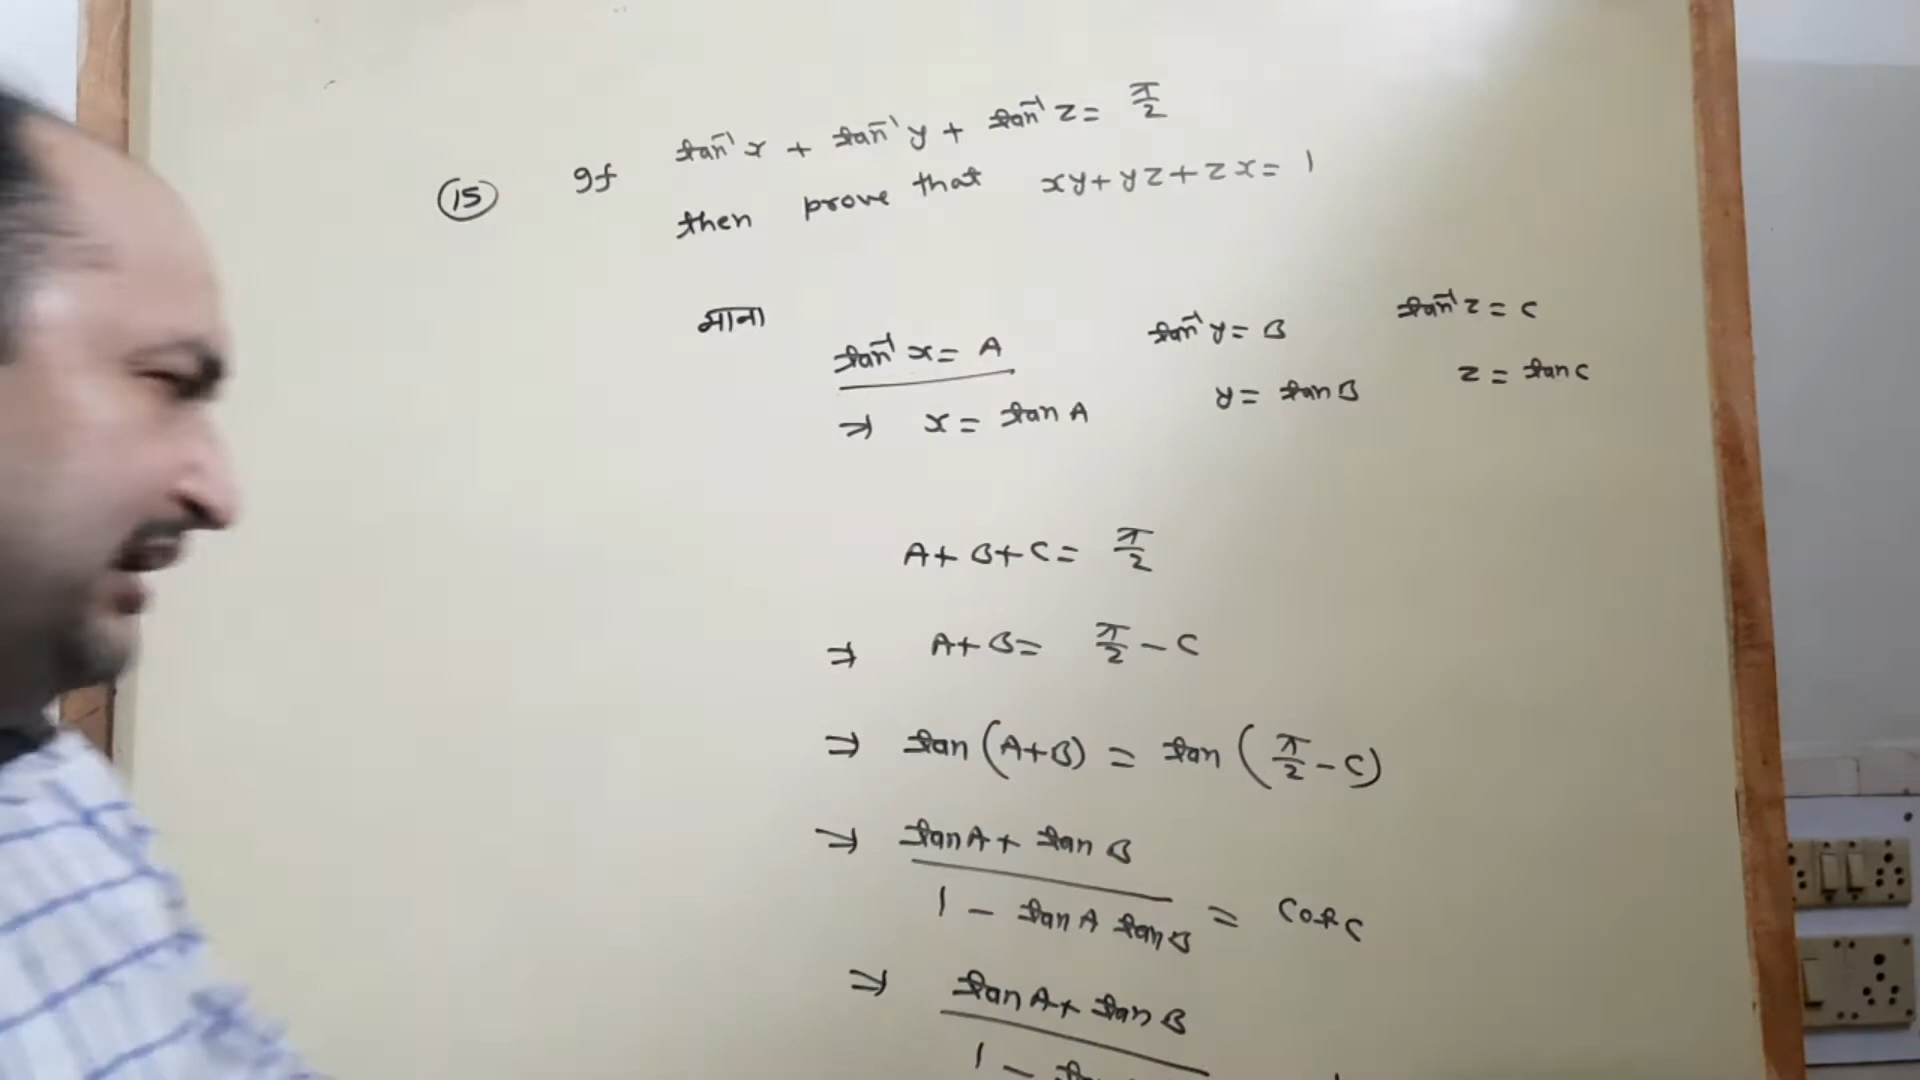 (15) If tan⁻¹x + tan⁻¹y + tan⁻¹z = π/2
then prove that xy + yz + zx = 1
माना tan⁻¹x = A tan⁻¹y = B tan⁻¹z = C
⇒ x = tan A y = tan B z = tan C
A + B + C = π/2
⇒ A + B = π/2 - C
⇒ tan (A+B) = tan (π/2 - C)
⇒ tan A + tan B
1 - tan A tan B = cot C
⇒ tan A + tan B
1 -